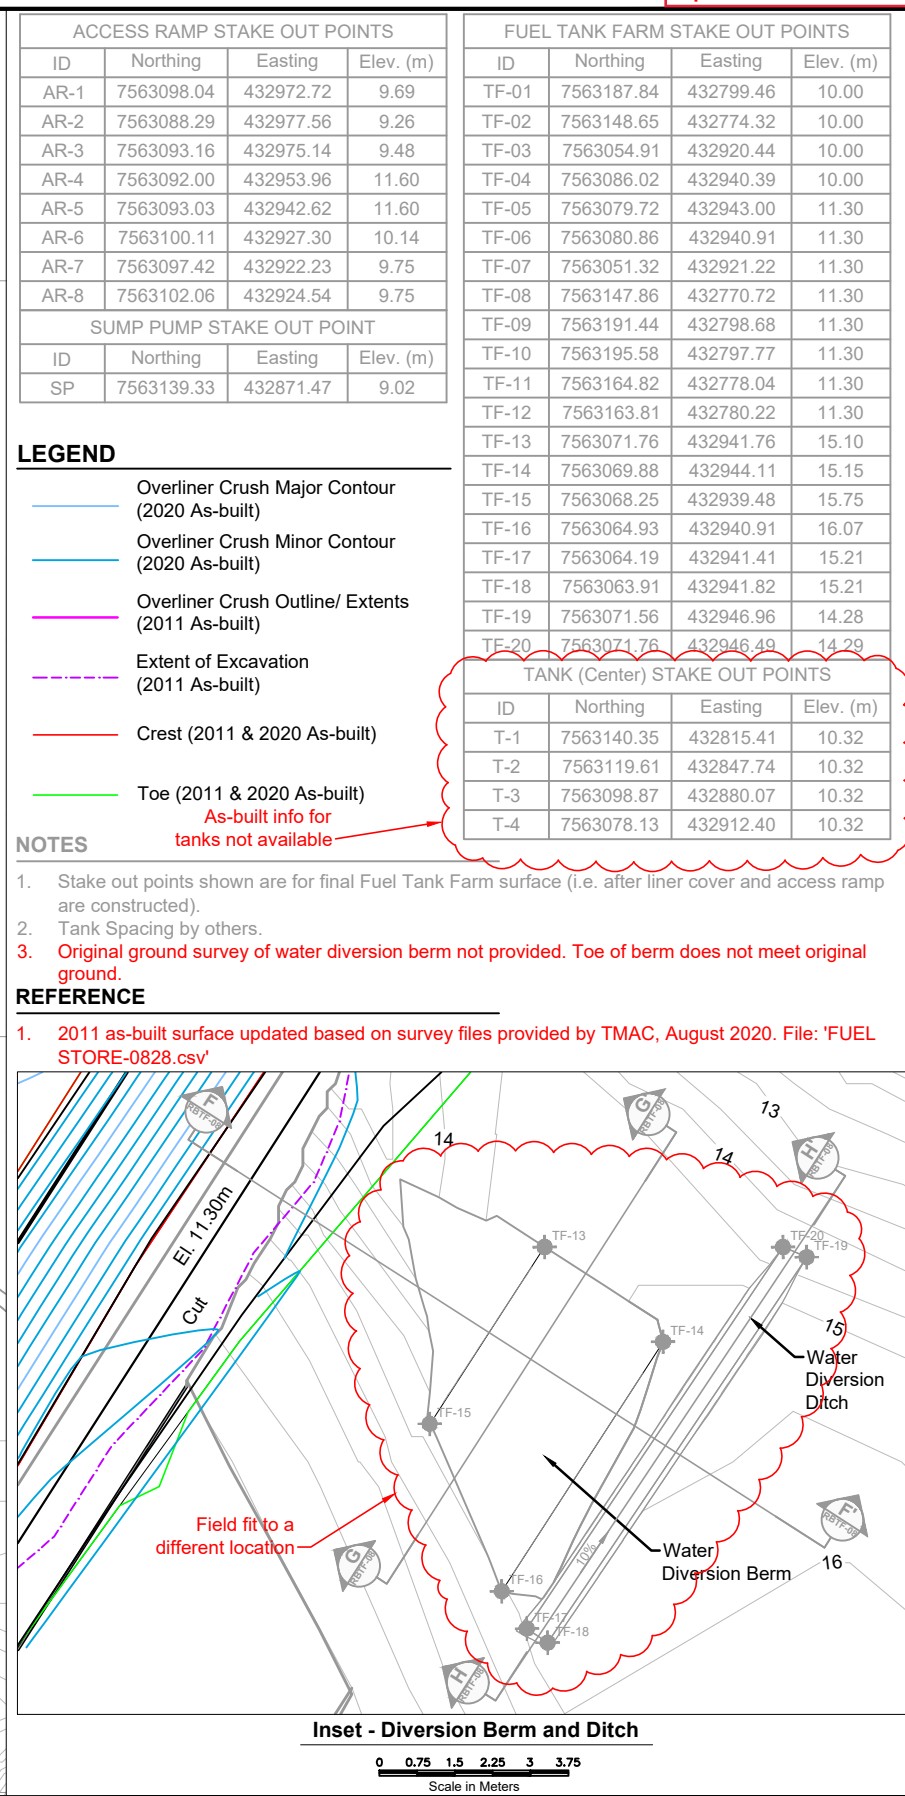 ACCESS RAMP STAKE OUT POINTS
ID Northing Easting Elev. (m)
AR-1 7563098.04 432972.72 9.69
AR-2 7563088.29 432977.56 9.26
AR-3 7563093.16 432975.14 9.48
AR-4 7563092.00 432953.96 11.60
AR-5 7563093.03 432942.62 11.60
AR-6 7563100.11 432927.30 10.14
AR-7 7563097.42 432922.23 9.75
AR-8 7563102.06 432924.54 9.75
SUMP PUMP STAKE OUT POINT
ID Northing Easting Elev. (m)
SP 7563139.33 432871.47 9.02
FUEL TANK FARM STAKE OUT POINTS
ID Northing Easting Elev. (m)
TF-01 7563187.84 432799.46 10.00
TF-02 7563148.65 432774.32 10.00
TF-03 7563054.91 432920.44 10.00
TF-04 7563086.02 432940.39 10.00
TF-05 7563079.72 432943.00 11.30
TF-06 7563080.86 432940.91 11.30
TF-07 7563051.32 432921.22 11.30
TF-08 7563147.86 432770.72 11.30
TF-09 7563191.44 432798.68 11.30
TF-10 7563195.58 432797.77 11.30
TF-11 7563164.82 432778.04 11.30
TF-12 7563163.81 432780.22 11.30
TF-13 7563071.76 432941.76 15.10
TF-14 7563069.88 432944.11 15.15
TF-15 7563068.25 432939.48 15.75
TF-16 7563064.93 432940.91 16.07
TF-17 7563064.19 432941.41 15.21
TF-18 7563063.91 432941.82 15.21
TF-19 7563071.56 432946.96 14.28
TF-20 7563071.76 432946.49 14.29
TANK (Center) STAKE OUT POINTS
ID Northing Easting Elev. (m)
T-1 7563140.35 432815.41 10.32
T-2 7563119.61 432847.74 10.32
T-3 7563098.87 432880.07 10.32
T-4 7563078.13 432912.40 10.32
LEGEND
Overliner Crush Major Contour
(2020 As-built)
Overliner Crush Minor Contour
(2020 As-built)
Overliner Crush Outline/ Extents
(2011 As-built)
Extent of Excavation
(2011 As-built)
Crest (2011 & 2020 As-built)
Toe (2011 & 2020 As-built)
As-built info for
tanks not available
NOTES
1. Stake out points shown are for final Fuel Tank Farm surface (i.e. after liner cover and access ramp
are constructed).
2. Tank Spacing by others.
3. Original ground survey of water diversion berm not provided. Toe of berm does not meet original
ground.
REFERENCE
1. 2011 as-built surface updated based on survey files provided by TMAC, August 2020. File: 'FUEL
STORE-0828.csv'
F
RBTF-08
G'
RBTF-08
13
14
14
H'
RBTF-08
El. 11.30m
Cut
TF-13
TF-20
TF-19
TF-14
15
Water
Diversion
Ditch
TF-15
Field fit to a
different location
F'
RBTF-08
10%
G
RBTF-08
Water
Diversion Berm
16
TF-16
TF-17
TF-18
H
RBTF-08
Inset - Diversion Berm and Ditch
0 0.75 1.5 2.25 3 3.75
Scale in Meters